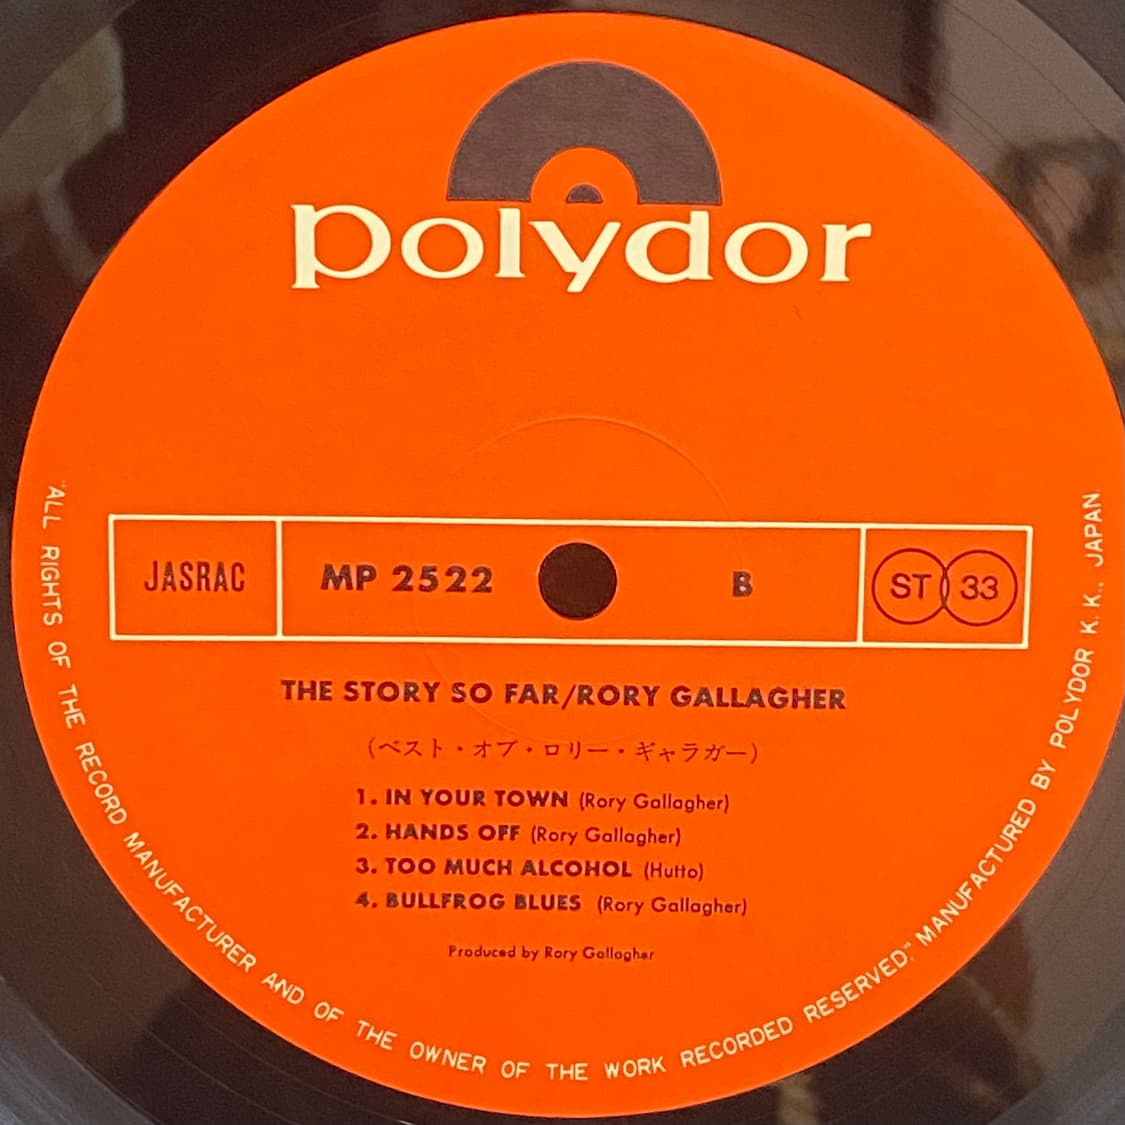 polydor
JASRAC MP 2522 B ST 33
THE STORY SO FAR/RORY GALLAGHER
(ベスト・オブ・ロリー・ギャラガー)
1. IN YOUR TOWN (Rory Gallagher)
2. HANDS OFF (Rory Gallagher)
3. TOO MUCH ALCOHOL (Hutto)
4. BULLFROG BLUES (Rory Gallagher)
Produced by Rory Gallagher
"ALL RIGHTS OF THE RECORD MANUFACTURER AND OF THE OWNER OF THE WORK RECORDED RESERVED." MANUFACTURED BY POLYDOR K.K., JAPAN